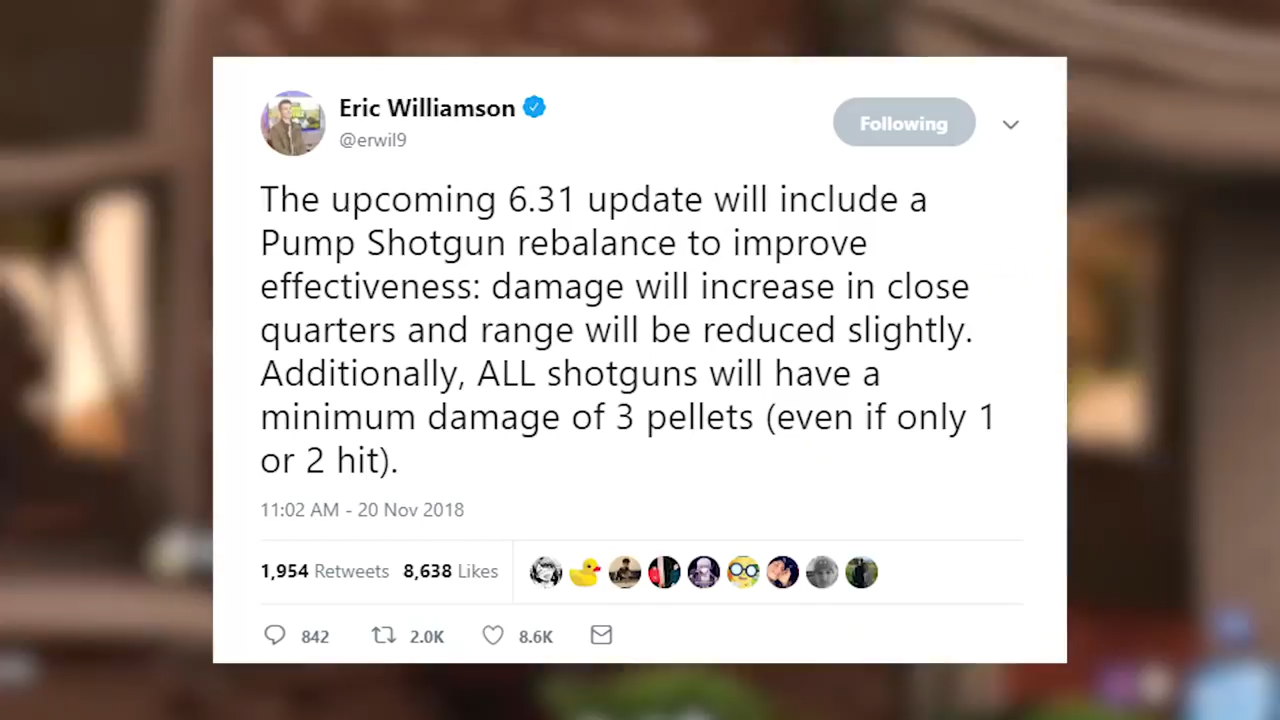 Eric Williamson
@erwil9
Following
The upcoming 6.31 update will include a
Pump Shotgun rebalance to improve
effectiveness: damage will increase in close
quarters and range will be reduced slightly.
Additionally, ALL shotguns will have a
minimum damage of 3 pellets (even if only 1
or 2 hit).
11:02 AM - 20 Nov 2018
1,954 Retweets 8,638 Likes
842 2.0K 8.6K